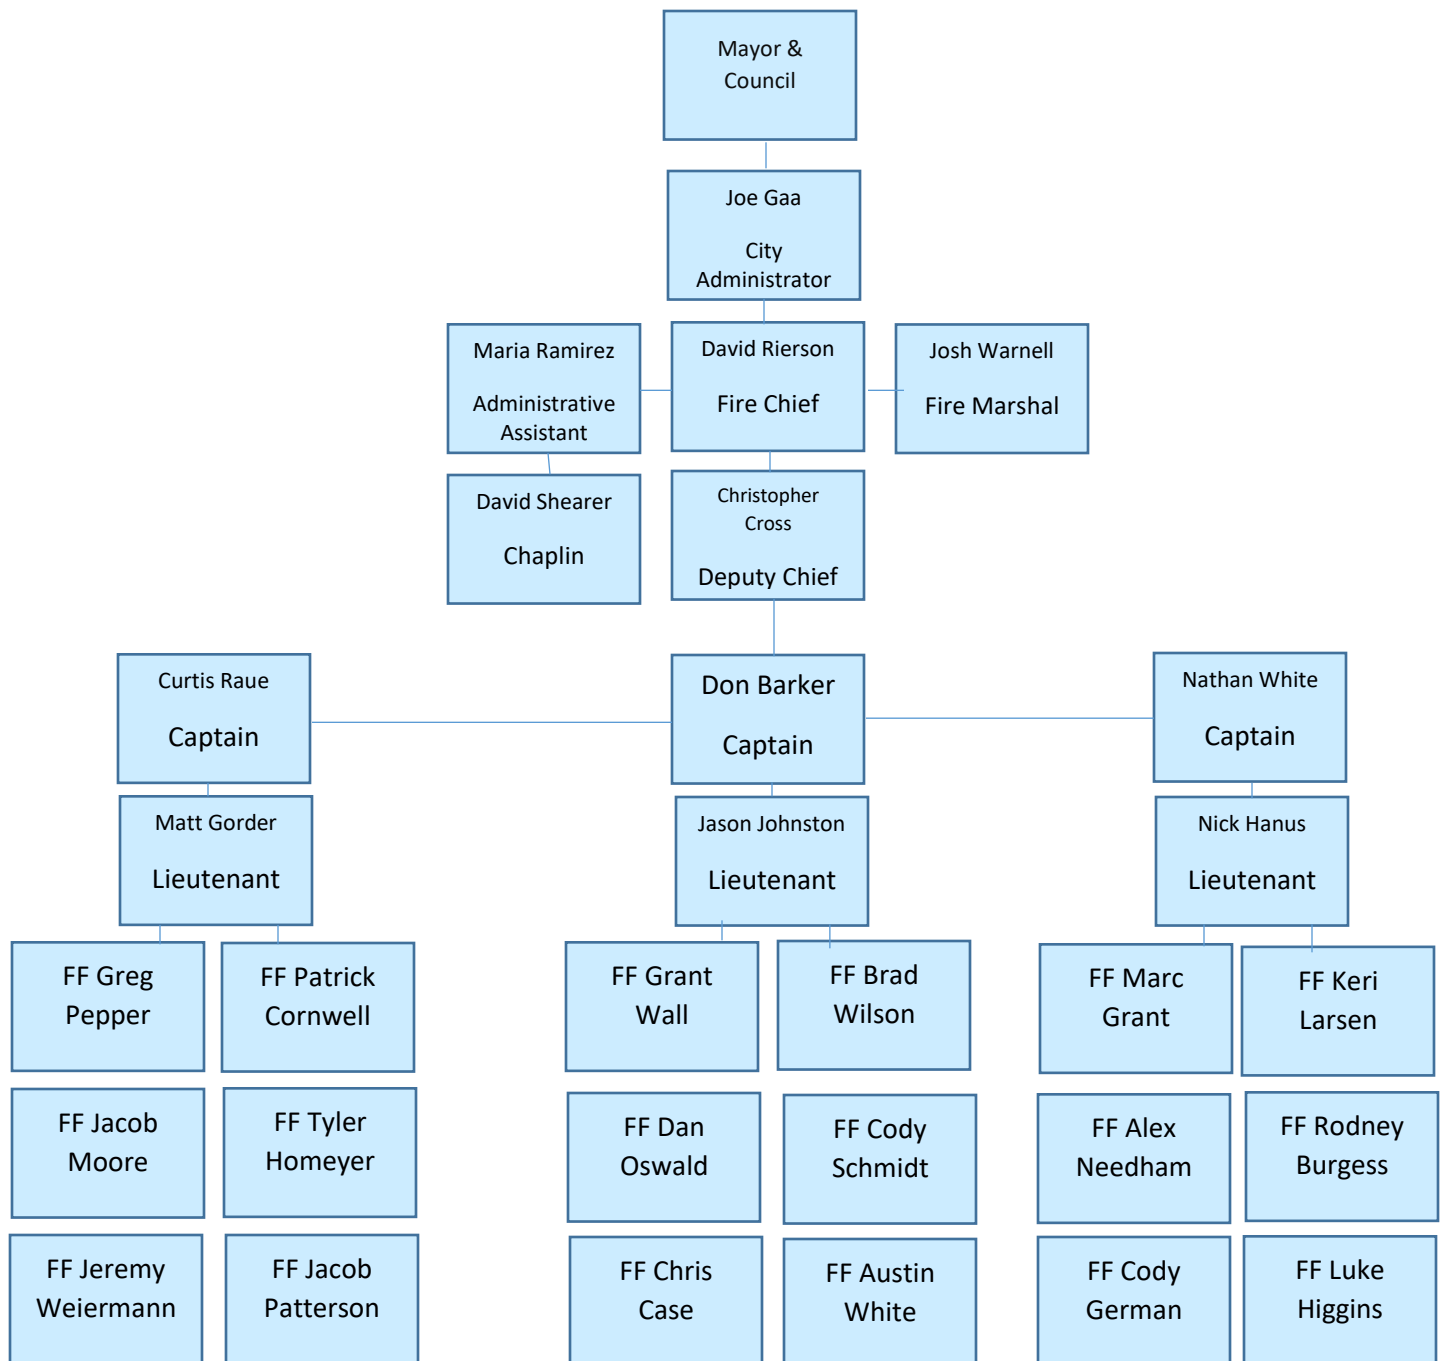 Mayor &
Council
Joe Gaa
City
Administrator
Maria Ramirez
Administrative
Assistant
David Rierson
Fire Chief
Josh Warnell
Fire Marshal
David Shearer
Chaplin
Christopher
Cross
Deputy Chief
Curtis Raue
Captain
Don Barker
Captain
Nathan White
Captain
Matt Gorder
Lieutenant
Jason Johnston
Lieutenant
Nick Hanus
Lieutenant
FF Greg
Pepper
FF Patrick
Cornwell
FF Grant
Wall
FF Brad
Wilson
FF Marc
Grant
FF Keri
Larsen
FF Jacob
Moore
FF Tyler
Homeyer
FF Dan
Oswald
FF Cody
Schmidt
FF Alex
Needham
FF Rodney
Burgess
FF Jeremy
Weiermann
FF Jacob
Patterson
FF Chris
Case
FF Austin
White
FF Cody
German
FF Luke
Higgins